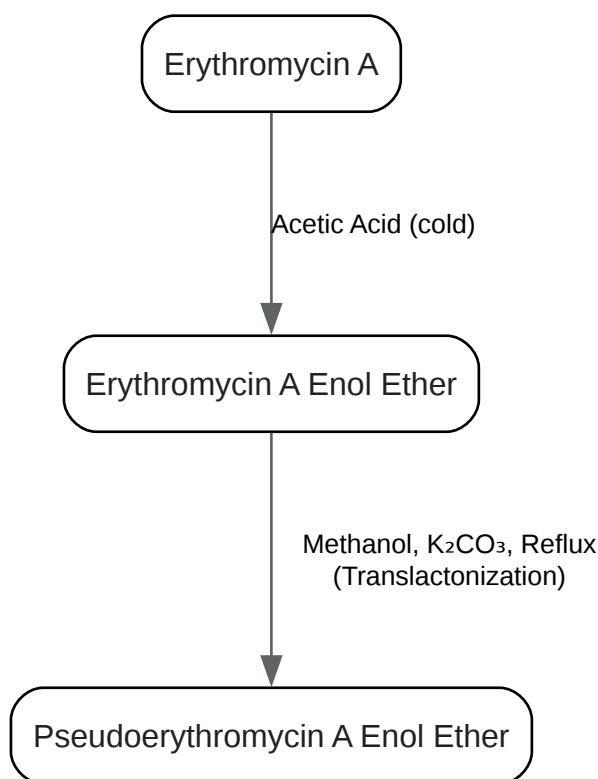 Erythromycin A
Acetic Acid (cold)
Erythromycin A Enol Ether
Methanol, K₂CO₃, Reflux
(Translactonization)
Pseudoerythromycin A Enol Ether